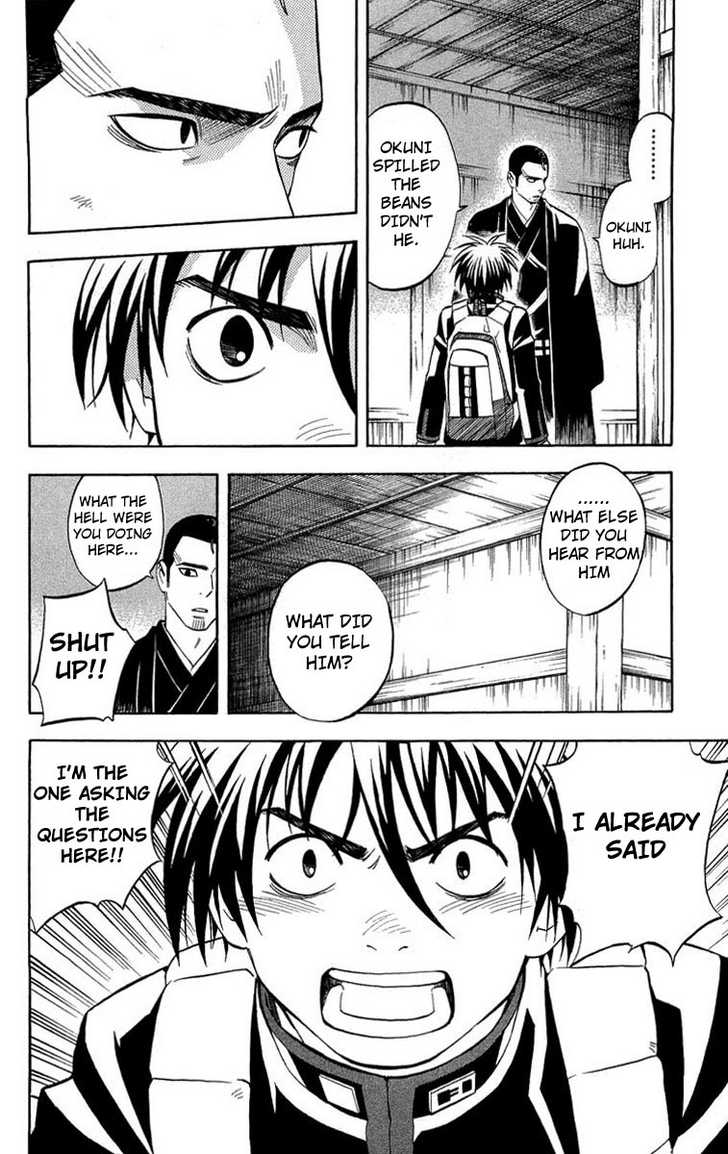 .........
OKUNI
HUH.
OKUNI
SPILLED
THE
BEANS
DIDN'T
HE.
......
WHAT ELSE
DID YOU
HEAR FROM
HIM
WHAT DID
YOU TELL
HIM?
WHAT THE
HELL WERE
YOU DOING
HERE...
SHUT
UP!!
I ALREADY
SAID
I'M THE
ONE ASKING
THE
QUESTIONS
HERE!!